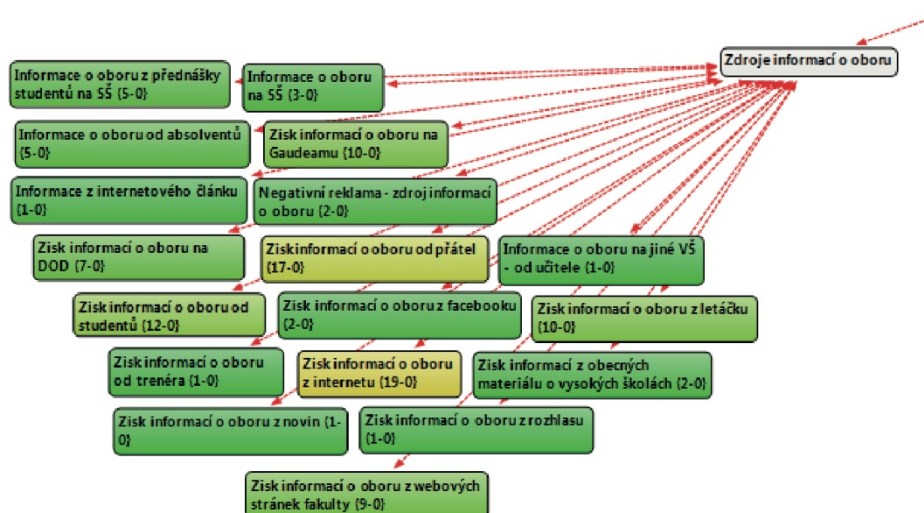 Zdroje informací o oboru
Informace o oboru z přednášky
studentů na SŠ {5-0}
Informace o oboru
na SŠ {3-0}
Informace o oboru od absolventů
{5-0}
Zisk informací o oboru na
Gaudeamu {10-0}
Informace z internetového článku
{1-0}
Negativní reklama - zdroj informací
o oboru {2-0}
Zisk informací o oboru na
DOD {7-0}
Zisk informací o oboru od přátel
{17-0}
Informace o oboru na jiné VŠ
- od učitele {1-0}
Zisk informací o oboru od
studentů {12-0}
Zisk informací o oboru z facebooku
{2-0}
Zisk informací o oboru z letáčku
{10-0}
Zisk informací o oboru
od trenéra {1-0}
Zisk informací o oboru
z internetu {19-0}
Zisk informací z obecných
materiálu o vysokých školách {2-0}
Zisk informací o oboru z novin {1-
0}
Zisk informací o oboru z rozhlasu
{1-0}
Zisk informací o oboru z webových
stránek fakulty {9-0}